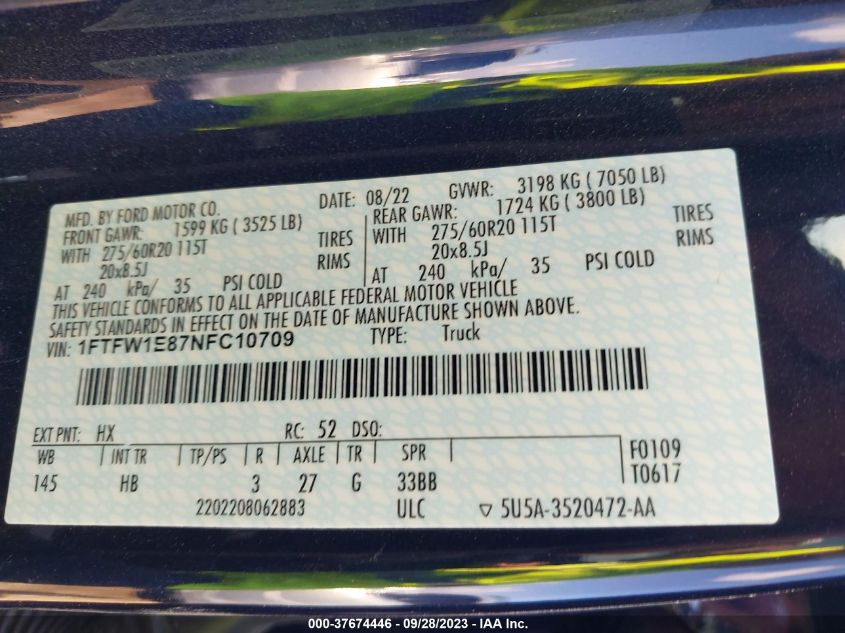 MFD. BY FORD MOTOR CO.
DATE: 08/22 GVWR: 3198 KG ( 7050 LB)
FRONT GAWR: 1599 KG ( 3525 LB)
REAR GAWR: 1724 KG ( 3800 LB)
WITH 275/60R20 115T TIRES
WITH 275/60R20 115T TIRES
20x8.5J RIMS
20x8.5J RIMS
AT 240 kPa/ 35 PSI COLD
AT 240 kPa/ 35 PSI COLD
THIS VEHICLE CONFORMS TO ALL APPLICABLE FEDERAL MOTOR VEHICLE
SAFETY STANDARDS IN EFFECT ON THE DATE OF MANUFACTURE SHOWN ABOVE.
VIN: 1FTFW1E87NFC10709 TYPE: Truck
EXT PNT: HX RC: 52 DSO:
WB INT TR TP/PS R AXLE TR SPR F0109
145 HB 3 27 G 33BB T0617
2202208062883 ULC ▽ 5U5A-3520472-AA
000-37674446 - 09/28/2023 - IAA Inc.